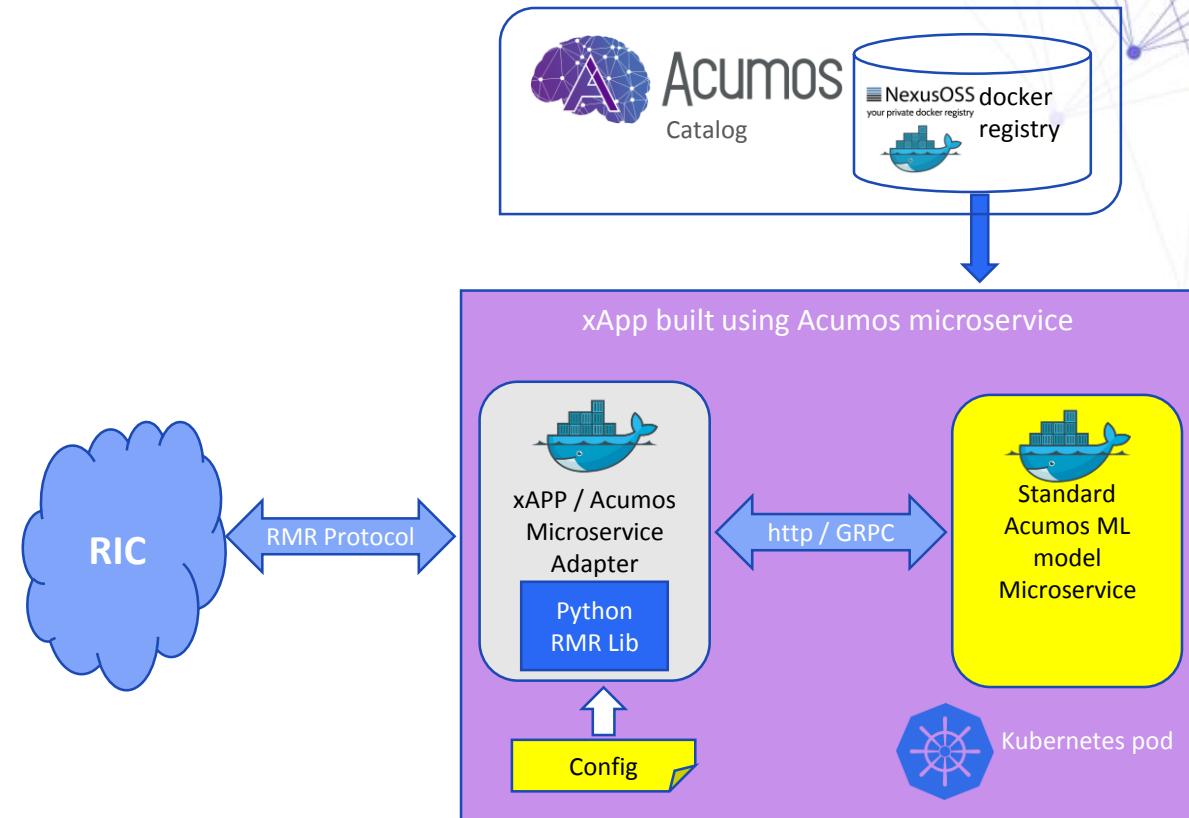 Acumos
Catalog
NexusOSS
your private docker registry
docker
registry
xApp built using Acumos microservice
RIC
RMR Protocol
xAPP / Acumos
Microservice
Adapter
Python
RMR Lib
http / GRPC
Standard
Acumos ML
model
Microservice
Config
Kubernetes pod